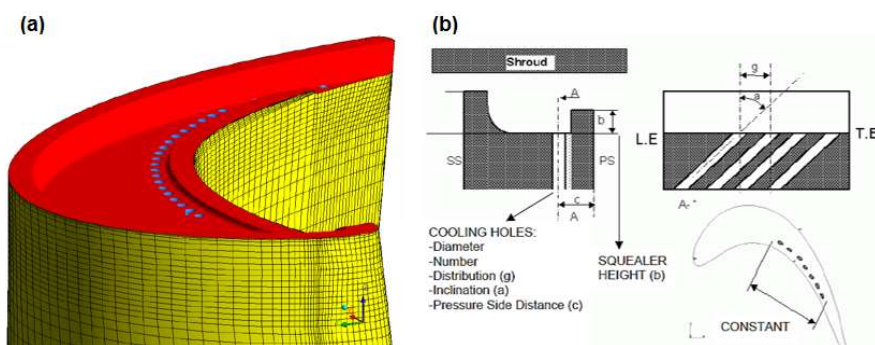 (a)
(b)
Shroud
g
A
a
b
L.E
T.E
SS
PS
c
A
A-
COOLING HOLES:
-Diameter
-Number
-Distribution (g)
-Inclination (a)
-Pressure Side Distance (c)
SQUEALER
HEIGHT (b)
CONSTANT